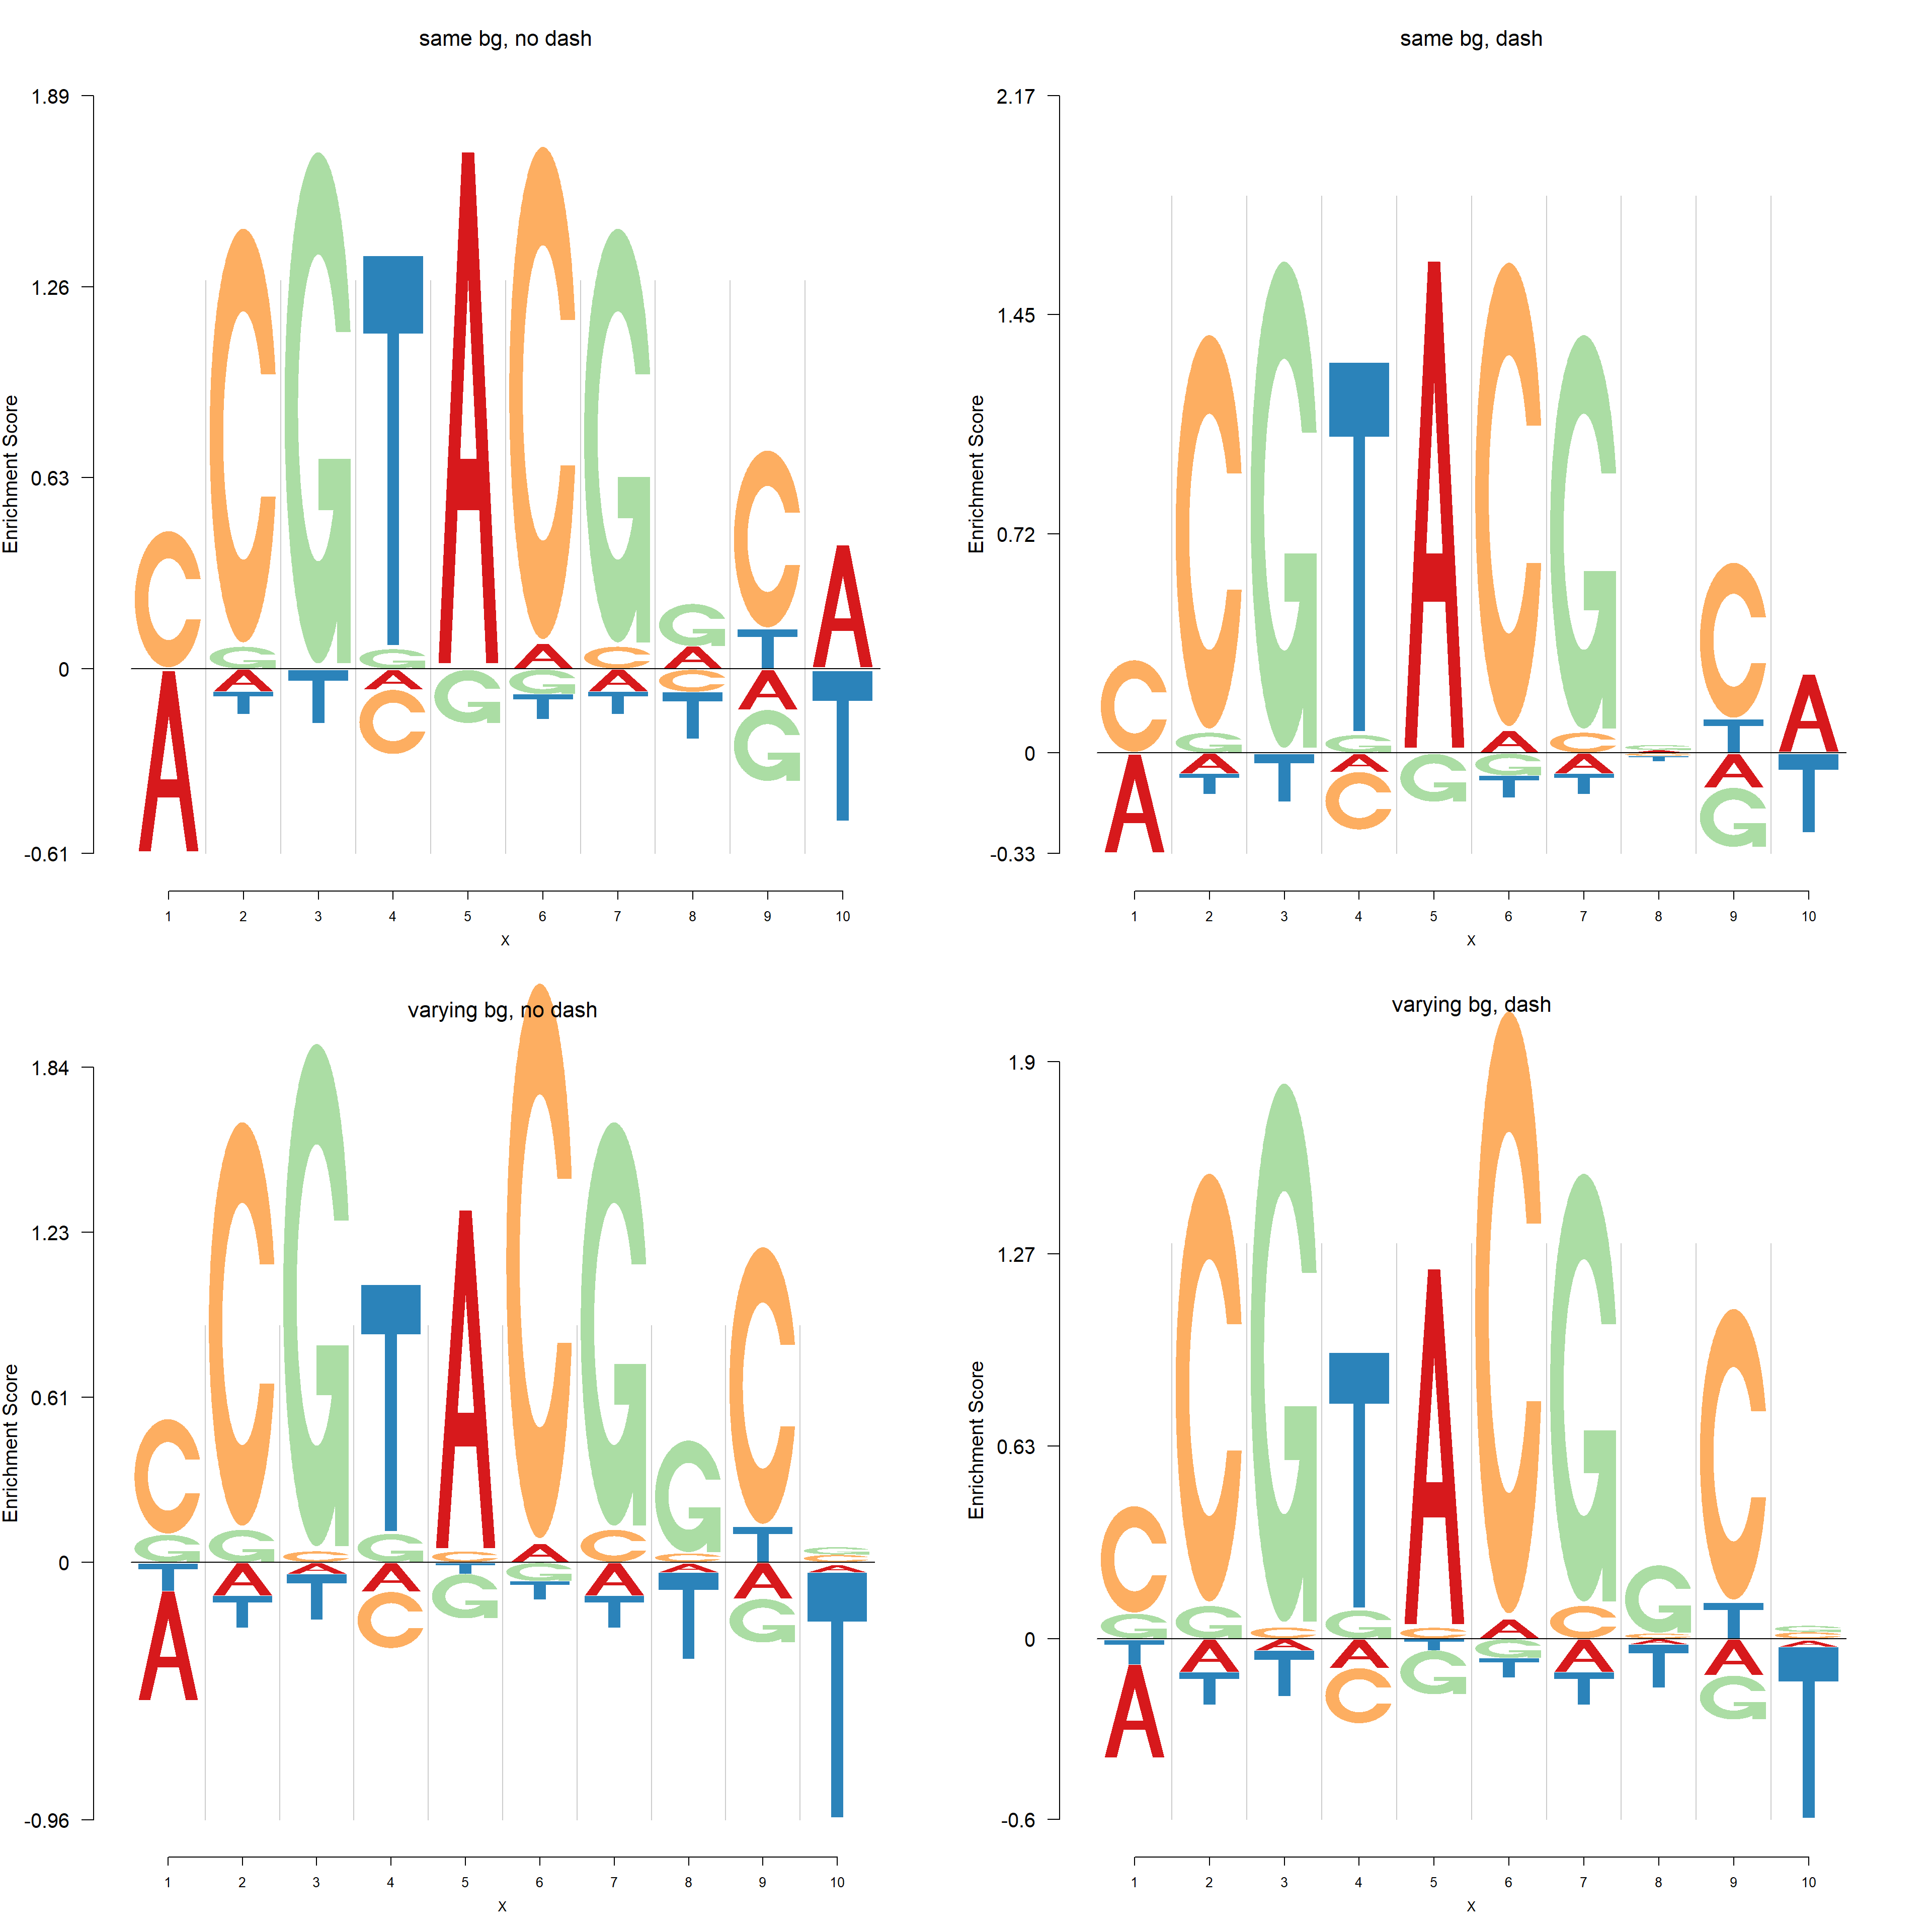 same bg, no dash
1.89
1.26
0.63
0
-0.61
Enrichment Score
C C G T A C G G C A
G G A C A T
A A T A G G A C A T
T C T T T G
1 2 3 4 5 6 7 8 9 10
X
same bg, dash
2.17
1.45
0.72
0
-0.33
Enrichment Score
C C G T A C G G C A
G G A C A T
A A T A G G A T A T
T C T T G
1 2 3 4 5 6 7 8 9 10
X
varying bg, no dash
1.84
1.23
0.61
0
-0.96
Enrichment Score
C C G T A C G G C G
G G C G C A C C T C
T A A A T G A A A A
A T T C G T T T G T
1 2 3 4 5 6 7 8 9 10
X
varying bg, dash
1.9
1.27
0.63
0
-0.6
Enrichment Score
C C G T A C G G C G
G G C G C A C C T C
T A A A T G A A A A
A T T C G T T T G T
1 2 3 4 5 6 7 8 9 10
X